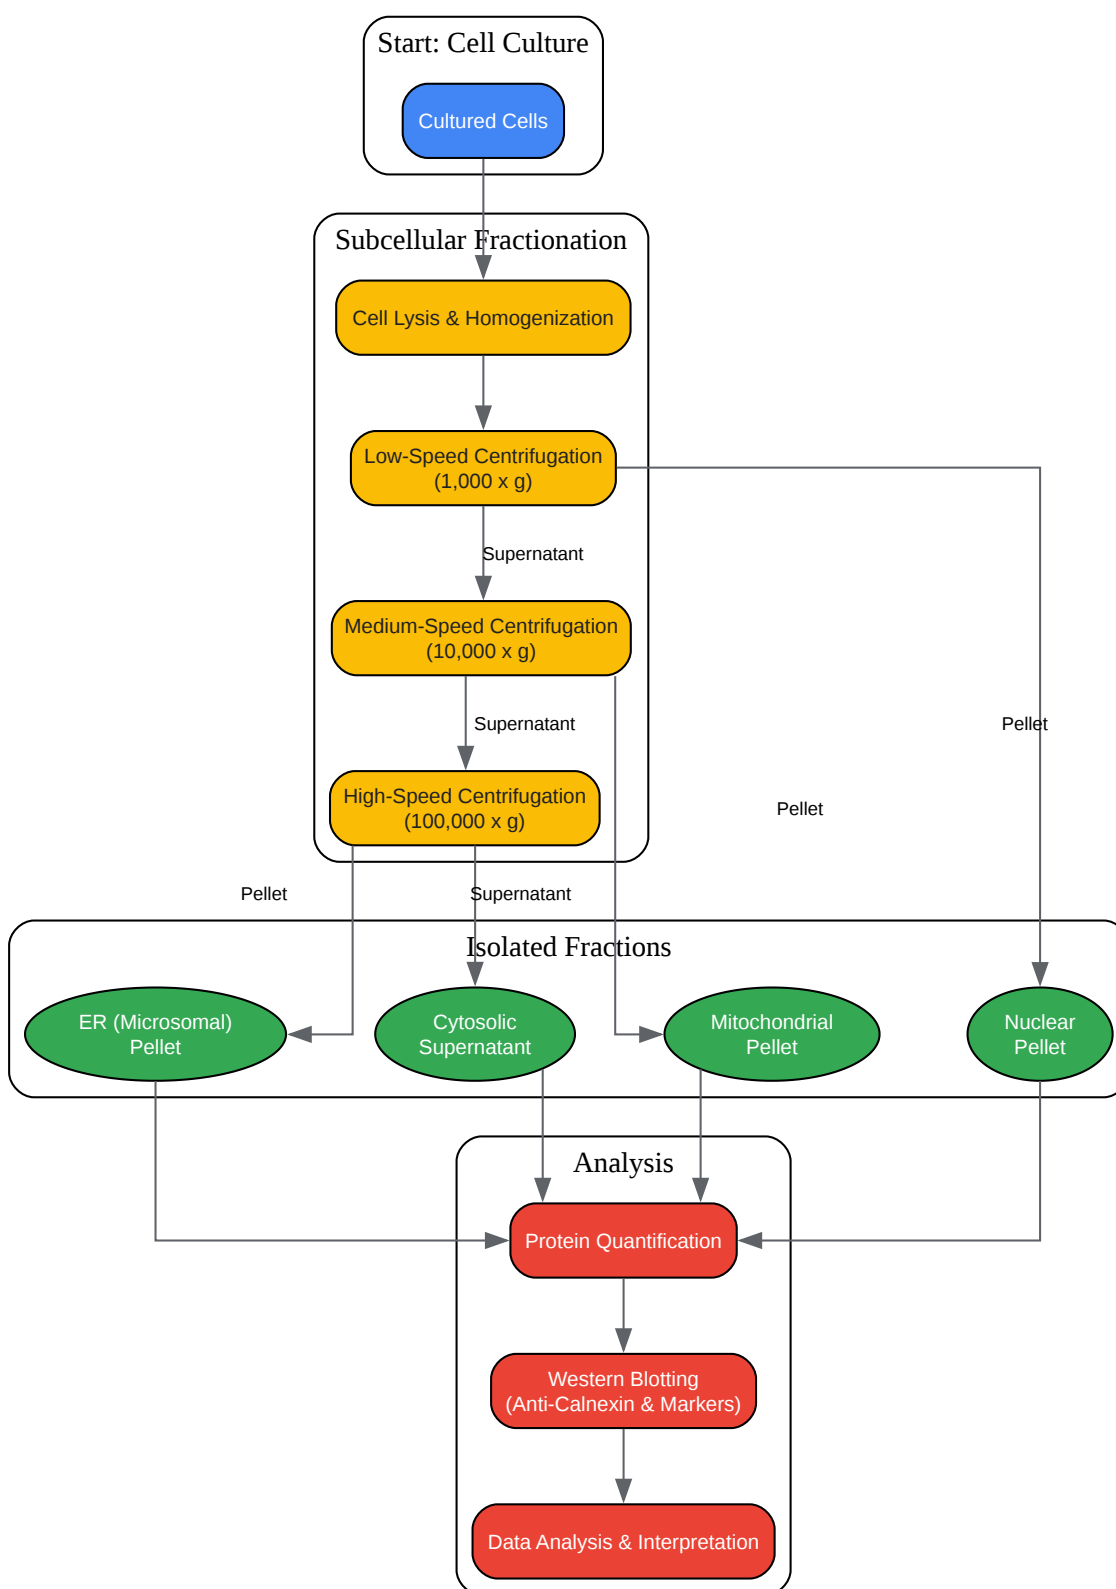 Start: Cell Culture
Cultured Cells
Subcellular Fractionation
Cell Lysis & Homogenization
Low-Speed Centrifugation
(1,000 x g)
Supernatant
Medium-Speed Centrifugation
(10,000 x g)
Supernatant
Pellet
High-Speed Centrifugation
(100,000 x g)
Pellet
Pellet
Supernatant
Isolated Fractions
ER (Microsomal)
Pellet
Cytosolic
Supernatant
Mitochondrial
Pellet
Nuclear
Pellet
Analysis
Protein Quantification
Western Blotting
(Anti-Calnexin & Markers)
Data Analysis & Interpretation